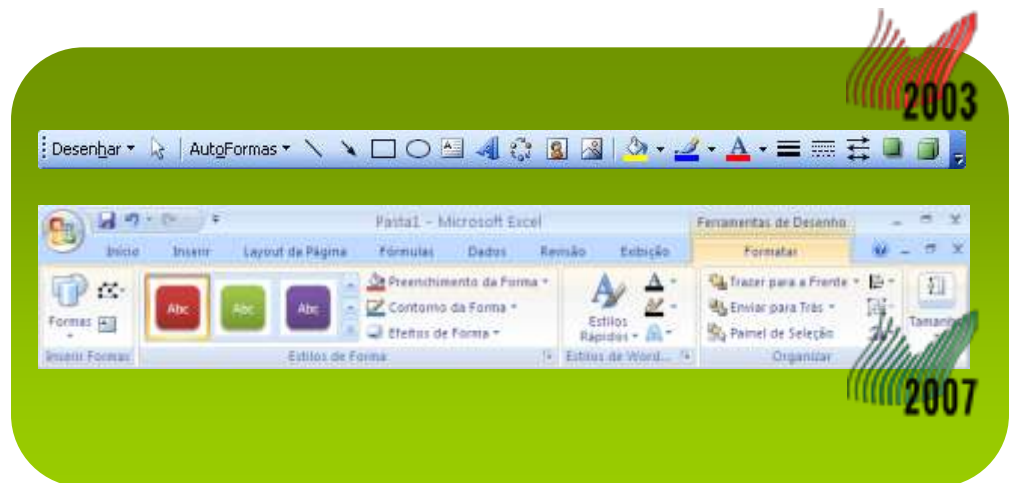 2003
Desenhar AutoFormas
Pasta1 - Microsoft Excel Ferramentas de Desenho
Início Inserir Layout da Página Fórmulas Dados Revisão Exibição Formatar
Formas Abc Abc Abc Preenchimento da Forma Trazer para a Frente
Contorno da Forma Enviar para Trás
Efeitos de Forma Estilos Rápidos Painel de Seleção
Inserir Formas Estilos de Forma Estilos de Word... Organizar
2007